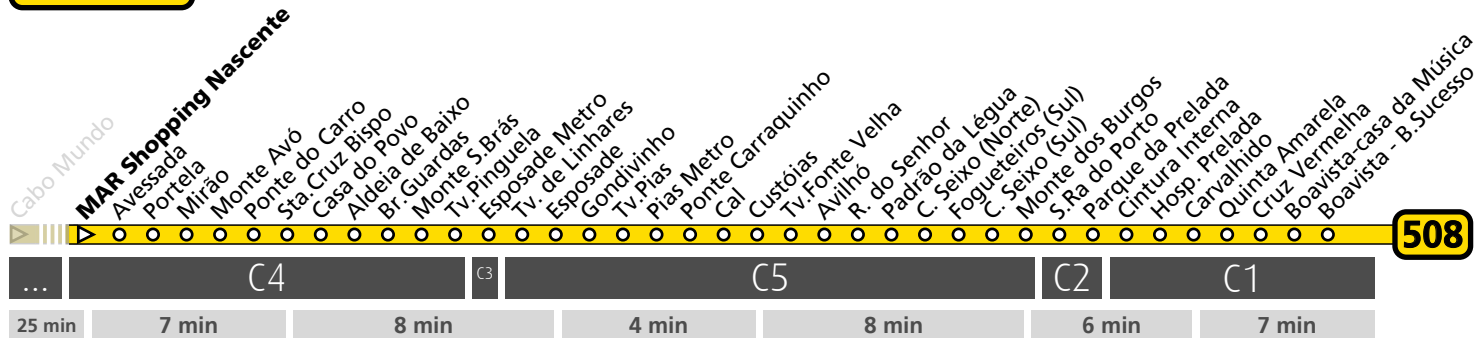 Cabo Mundo
MAR Shopping Nascente
Avessada
Portela
Mirão
Monte Avó
Ponte do Carro
Sta.Cruz Bispo
Casa do Povo
Aldeia de Baixo
Br.Guardas
Monte S.Brás
Tv.Pinguela
Esposade Metro
Tv. de Linhares
Esposade
Gondivinho
Tv.Pias
Pias Metro
Ponte Carraquinho
Cal
Custóias
Tv.Fonte Velha
Avilhó
R. do Senhor
Padrão da Légua
C. Seixo (Norte)
Fogueteiros (Sul)
C. Seixo (Sul)
Monte dos Burgos
S.Ra do Porto
Parque da Prelada
Cintura Interna
Hosp. Prelada
Carvalhido
Quinta Amarela
Cruz Vermelha
Boavista-casa da Música
Boavista - B.Sucesso
508
... C4 C3 C5 C2 C1
25 min 7 min 8 min 4 min 8 min 6 min 7 min